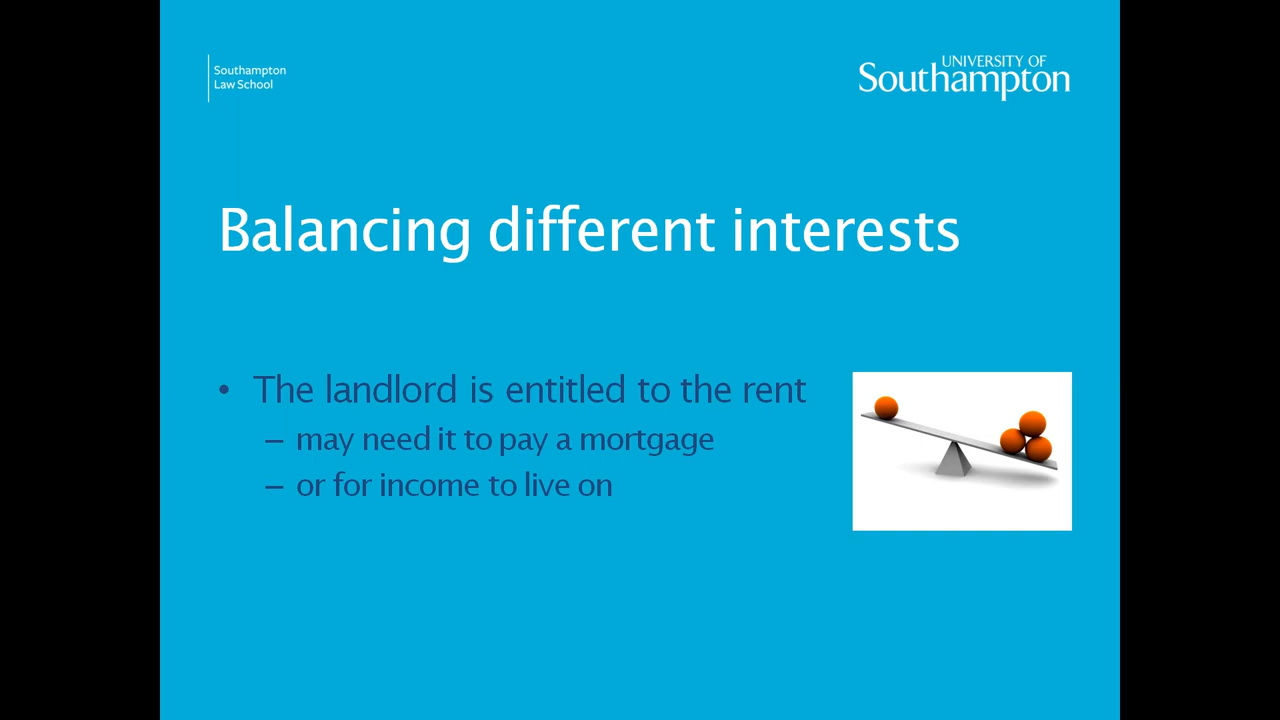 Southampton
Law School
UNIVERSITY OF
Southampton
Balancing different interests
• The landlord is entitled to the rent
– may need it to pay a mortgage
– or for income to live on